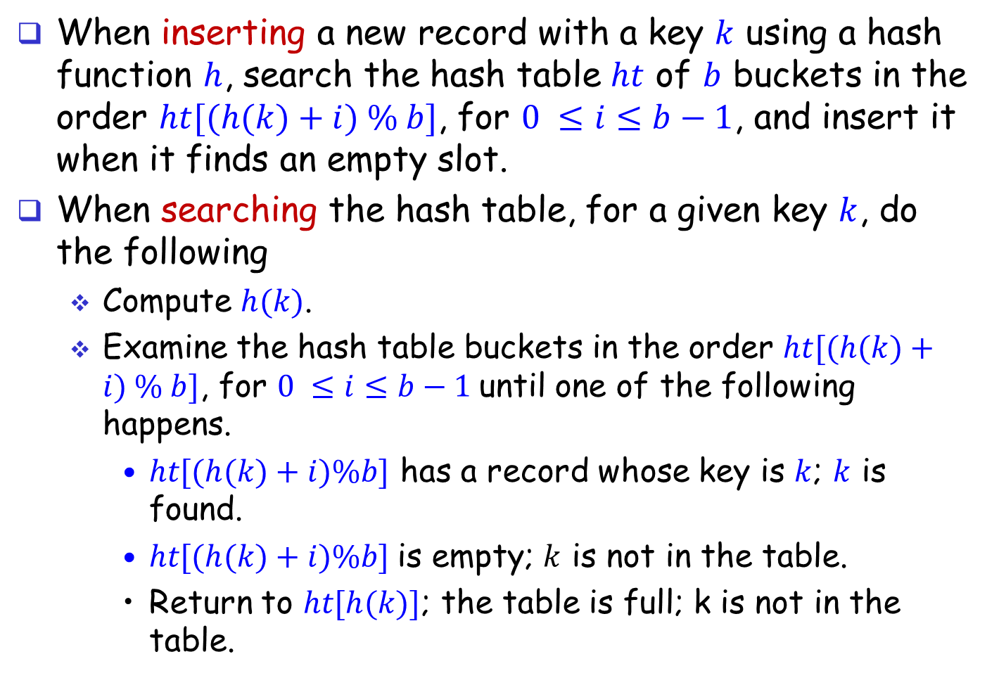 ❑ When inserting a new record with a key k using a hash
function h, search the hash table ht of b buckets in the
order ht[(h(k) + i) % b], for 0 ≤ i ≤ b − 1, and insert it
when it finds an empty slot.
❑ When searching the hash table, for a given key k, do
the following
❖ Compute h(k).
❖ Examine the hash table buckets in the order ht[(h(k) +
i) % b], for 0 ≤ i ≤ b − 1 until one of the following
happens.
• ht[(h(k) + i)%b] has a record whose key is k; k is
found.
• ht[(h(k) + i)%b] is empty; k is not in the table.
• Return to ht[h(k)]; the table is full; k is not in the
table.